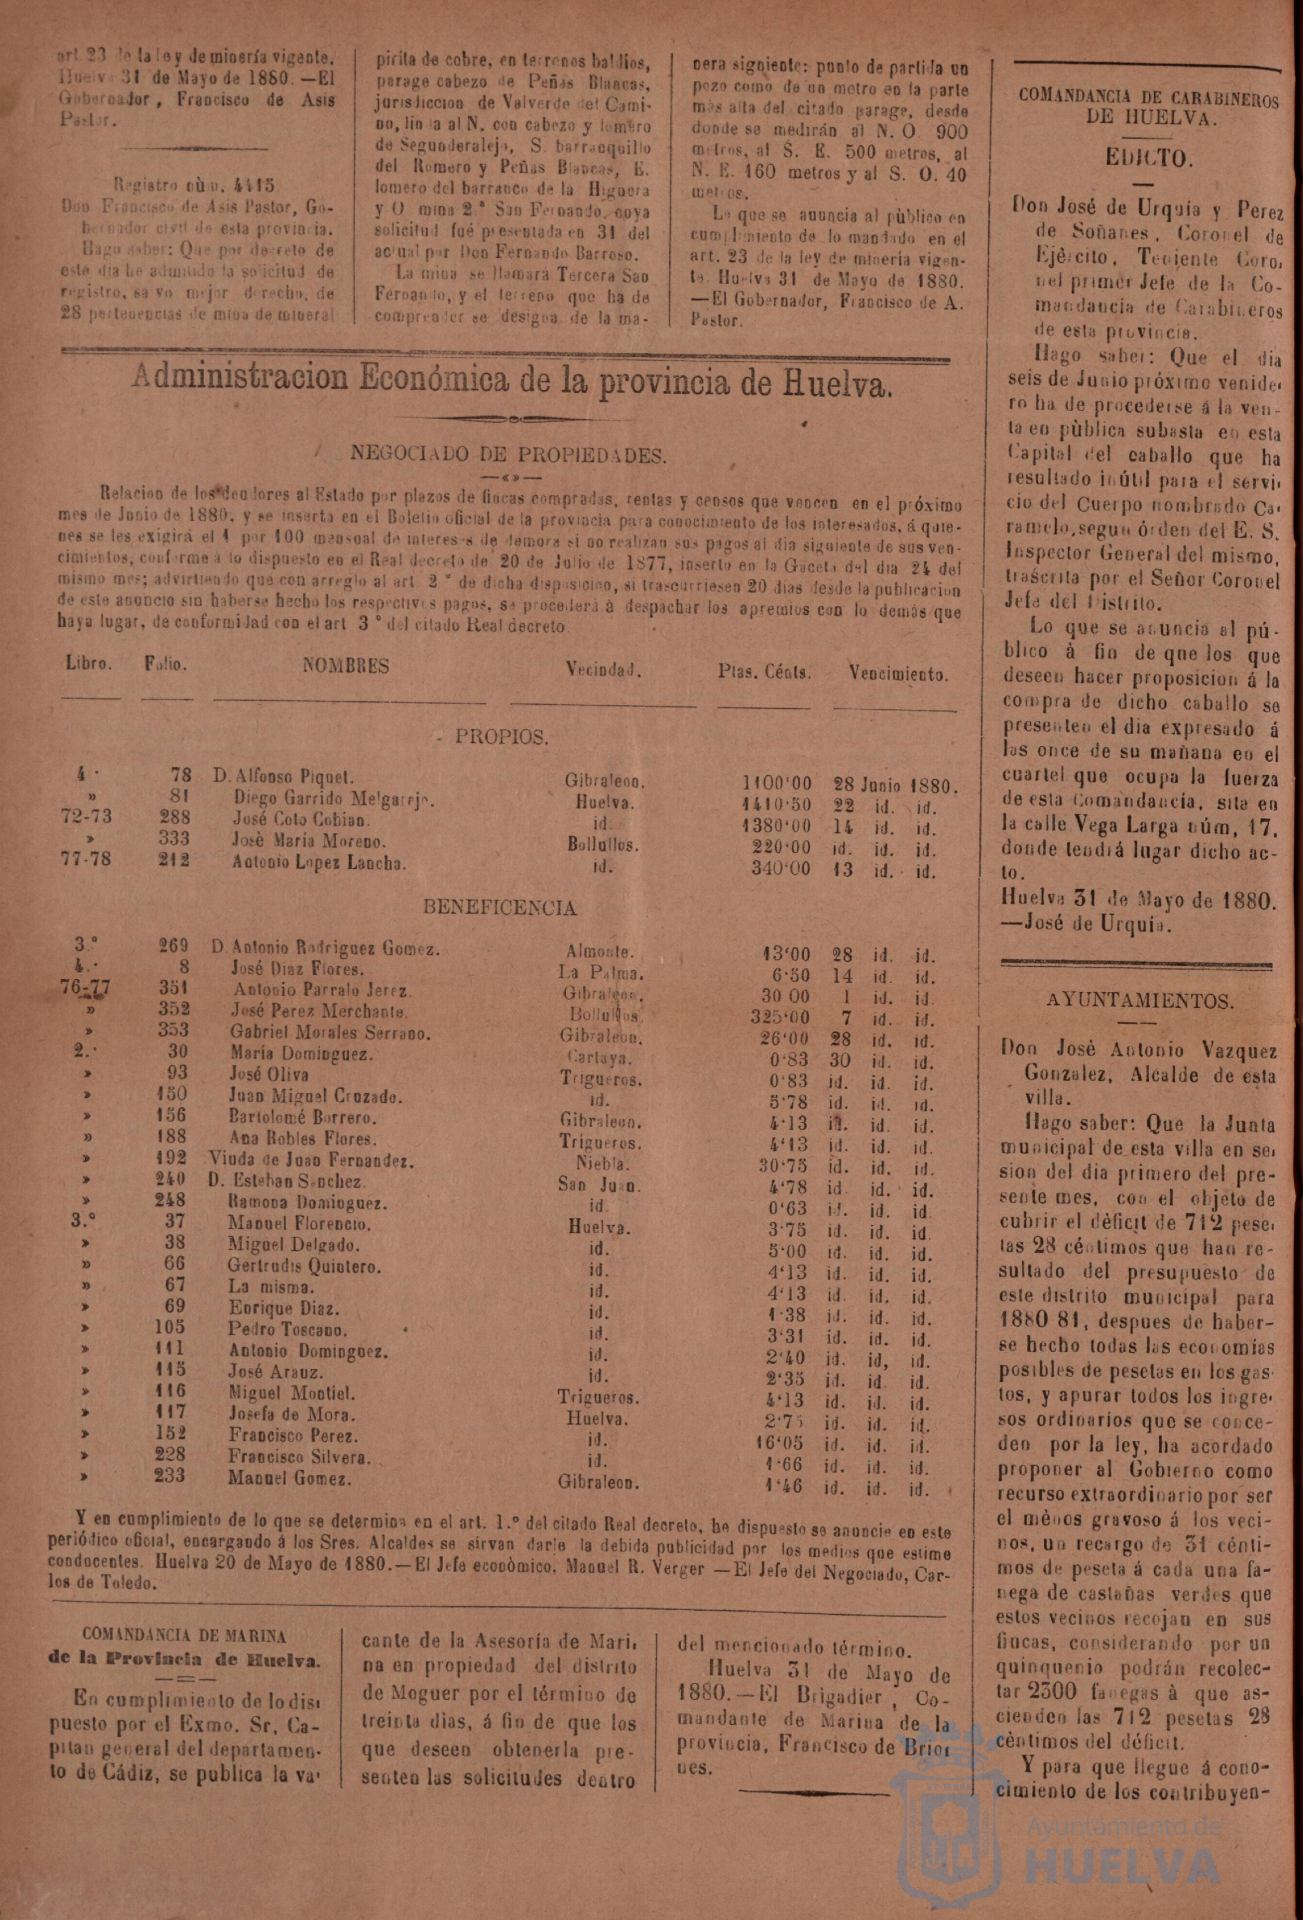 art. 23 de la ley de minería vigente.
Huelva 31 de Mayo de 1880.—El
Gobernador, Francisco de Asis
Pastor.
Registro núm. 4415
Don Francisco de Asis Pastor, Go-
bernador civil de esta provincia.
Hago saber: Que por decreto de
este dia he admitido la solicitud de
registro, salvo mejor derecho, de
28 pertenencias de mina de mineral
pirita de cobre, en terrenos baldíos,
parage cabezo de Peñas Blancas,
jurisdiccion de Valverde del Cami-
no, linda al N. con cabezo y lomero
de Segunderalejo, S. barranquillo
del Romero y Peñas Blancas, E.
lomero del barranco de la Higuera
y O mina 2.ª San Fernando, cuya
solicitud fué presentada en 31 del
actual por Don Fernando Barroso.
La mina se llamará Tercera San
Fernando, y el terreno que ha de
comprender se designa de la ma-
nera signiente: punto de partida un
pozo como de un metro en la parte
más alta del citado parage, desde
donde se medirán al N. O. 900
metros, al S. E. 500 metros, al
N. E. 160 metros y al S. O. 40
metros.
Lo que se anuncia al público en
cumplimiento de lo mandado en el
art. 23 de la ley de mineria vigen-
te. Huelva 31 de Mayo de 1880.
—El Gobernador, Francisco de A.
Pastor.
Administracion Económica de la provincia de Huelva.
NEGOCIADO DE PROPIEDADES.
Relacion de los deudores al Estado por plazos de fincas compradas, rentas y censos que vencen en el próximo
mes de Junio de 1880, y se inserta en el Boletin oficial de la provincia para conocimiento de los interesados, á quie-
nes se les exigirá el 1 por 100 mensual de intereses de demora si no realizan sus pagos al dia siguiente de sus ven-
cimientos, conforme á lo dispuesto en el Real decreto de 20 de Julio de 1877, inserto en la Gaceta del dia 24 del
mismo mes; advirtiendo que con arreglo al art 2.º de dicha disposicion, si trascurriesen 20 dias desde la publicacion
de este anuncio sin haberse hecho los respectivos pagos, se procederá á despachar los apremios con lo demás que
haya lugar, de conformidad con el art 3.º del citado Real decreto.
Libro. Folio. NOMBRES Vecindad. Ptas. Cénts. Vencimiento.
PROPIOS.
4.º 78 D. Alfonso Piquet. Gibraleon. 1100'00 28 Junio 1880.
» 81 Diego Garrido Melgarejo. Huelva. 1410'50 22 id. id.
72-73 288 José Coto Cobian. id. 1380'00 14 id. id.
» 333 Josè María Moreno. Bollullos. 220'00 id. id. id.
77-78 212 Antonio Lopez Lancha. id. 340'00 13 id. id.
BENEFICENCIA
3.º 269 D. Antonio Rodriguez Gomez. Almonte. 13'00 28 id. id.
4.º 8 José Diaz Flores. La Palma. 6'50 14 id. id.
76-77 351 Antonio Parralo Jerez. Gibraleon. 30 00 1 id. id.
» 352 José Perez Merchante. Bollullos. 325'00 7 id. id.
» 353 Gabriel Morales Serrano. Gibraleon. 26'00 28 id. id.
2.º 30 María Dominguez. Cartaya. 0'83 30 id. id.
» 93 José Oliva Trigueros. 0'83 id. id. id.
» 150 Juan Miguel Cruzado. id. 5'78 id. id. id.
» 156 Bartolomé Borrero. Gibraleon. 4'13 id. id. id.
» 188 Ana Robles Flores. Trigueros. 4'13 id. id. id.
» 192 Viuda de Juan Fernandez. Niebla. 30'75 id. id. id.
» 240 D. Esteban Sanchez. San Juan. 4'78 id. id. id.
» 248 Ramona Dominguez. id. 0'63 id. id. id.
3.º 37 Manuel Florencio. Huelva. 3'75 id. id. id.
» 38 Miguel Delgado. id. 5'00 id. id. id.
» 66 Gertrudis Quintero. id. 4'13 id. id. id.
» 67 La misma. id. 4'13 id. id. id.
» 69 Enrique Diaz. id. 1'38 id. id. id.
» 105 Pedro Toscano. id. 3'31 id. id. id.
» 111 Antonio Dominguez. id. 2'40 id. id, id.
» 115 José Arauz. id. 2'35 id. id. id.
» 116 Miguel Montiel. Trigueros. 4'13 id. id. id.
» 117 Josefa de Mora. Huelva. 2'75 id. id. id.
» 152 Francisco Perez. id. 16'05 id. id. id.
» 228 Francisco Silvera. id. 1'66 id. id. id.
» 233 Manuel Gomez. Gibraleon. 1'46 id. id. id.
Y en cumplimiento de lo que se determina en el art. 1.º del citado Real decreto, he dispuesto se anuncie en este
periódico oficial, encargando á los Sres. Alcaldes se sirvan darle la debida publicidad por los medios que estime
conducentes. Huelva 20 de Mayo de 1880.—El Jefe econòmico, Manuel R. Verger —El Jefe del Negociado, Car-
los de Toledo.
COMANDANCIA DE MARINA
de la Provincia de Huelva.
En cumplimiento de lo dis-
puesto por el Exmo. Sr. Ca-
pitan general del departamen-
to de Cádiz, se publica la va-
cante de la Asesoría de Mari-
na en propiedad del distrito
de Moguer por el término de
treinta dias, á fin de que los
que deseen obtenerla pre-
senten las solicitudes dentro
del mencionado término.
Huelva 31 de Mayo de
1880.—El Brigadier, Co-
mandante de Marina de la
provincia, Francisco de Brio-
nes.
COMANDANCIA DE CARABINEROS
DE HUELVA.
EDICTO.
Don José de Urquía y Perez
de Soñanes, Coronel de
Ejército, Teniente Coro-
nel primer Jefe de la Co-
mandancia de Carabineros
de esta provincia.
Hago saber: Que el dia
seis de Junio próximo venide-
ro ha de procederse á la ven-
ta en pùblica subasta en esta
Capital del caballo que ha
resultado inútil para el servi-
cio del Cuerpo nombrado Ca-
ramelo, segun órden del E. S.
Inspector General del mismo,
trascrita por el Señor Coronel
Jefe del Distrito.
Lo que se anuncia al pú-
blico à fin de que los que
deseen hacer proposicion á la
compra de dicho caballo se
presenten el dia expresado á
las once de su mañana en el
cuartel que ocupa la fuerza
de esta Comandancia, sita en
la calle Vega Larga núm, 17,
donde tendrá lugar dicho ac-
to.
Huelva 31 de Mayo de 1880.
—José de Urquía.
AYUNTAMIENTOS.
Don Josè Antonio Vazquez
Gonzalez, Alcalde de esta
villa.
Hago saber: Que la Junta
municipal de esta villa en se-
sion del dia primero del pre-
sente mes, con el objeto de
cubrir el dèficit de 712 pese-
tas 28 céntimos que han re-
sultado del presupuesto de
este distrito municipal para
1880 81, despues de haber-
se hecho todas las economías
posibles de pesetas en los gas-
tos, y apurar todos los ingre-
sos ordinarios que se conce-
den por la ley, ha acordado
proponer al Gobierno como
recurso extraordinario por ser
el mènos gravoso á los veci-
nos, un recargo de 31 cénti-
mos de peseta á cada una fa-
nega de castañas verdes que
estos vecinos recojan en sus
fincas, considerando por un
quinquenio podrán recolec-
tar 2300 fanegas à que as-
cienden las 712 pesetas 28
cèntimos del déficit.
Y para que llegue á cono-
cimiento de los contribuyen-
Ayuntamiento de
HUELVA